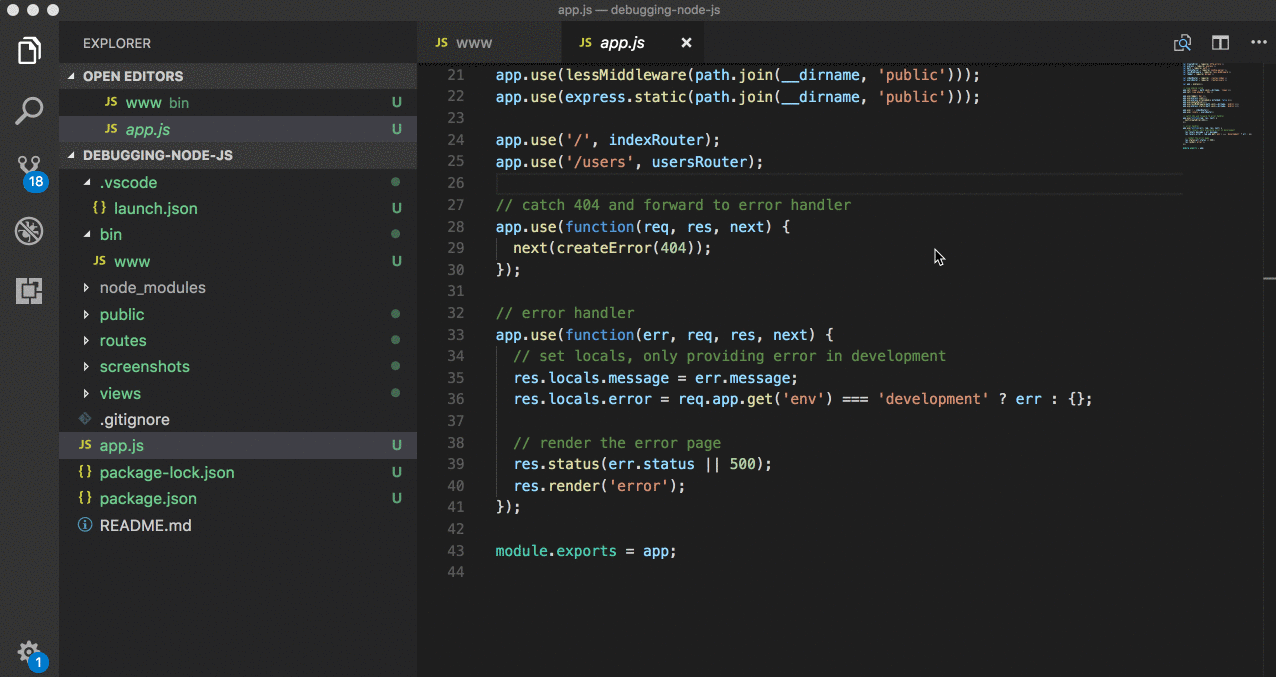 app.js — debugging-node-js
EXPLORER
OPEN EDITORS
JS www bin U
JS app.js U
DEBUGGING-NODE-JS
.vscode
{} launch.json U
bin
JS www U
node_modules
public
routes
screenshots
views
.gitignore
JS app.js U
{} package-lock.json U
{} package.json U
README.md
18
1
JS www
JS app.js
21 app.use(lessMiddleware(path.join(__dirname, 'public')));
22 app.use(express.static(path.join(__dirname, 'public')));
23
24 app.use('/', indexRouter);
25 app.use('/users', usersRouter);
26
27 // catch 404 and forward to error handler
28 app.use(function(req, res, next) {
29 next(createError(404));
30 });
31
32 // error handler
33 app.use(function(err, req, res, next) {
34 // set locals, only providing error in development
35 res.locals.message = err.message;
36 res.locals.error = req.app.get('env') === 'development' ? err : {};
37
38 // render the error page
39 res.status(err.status || 500);
40 res.render('error');
41 });
42
43 module.exports = app;
44